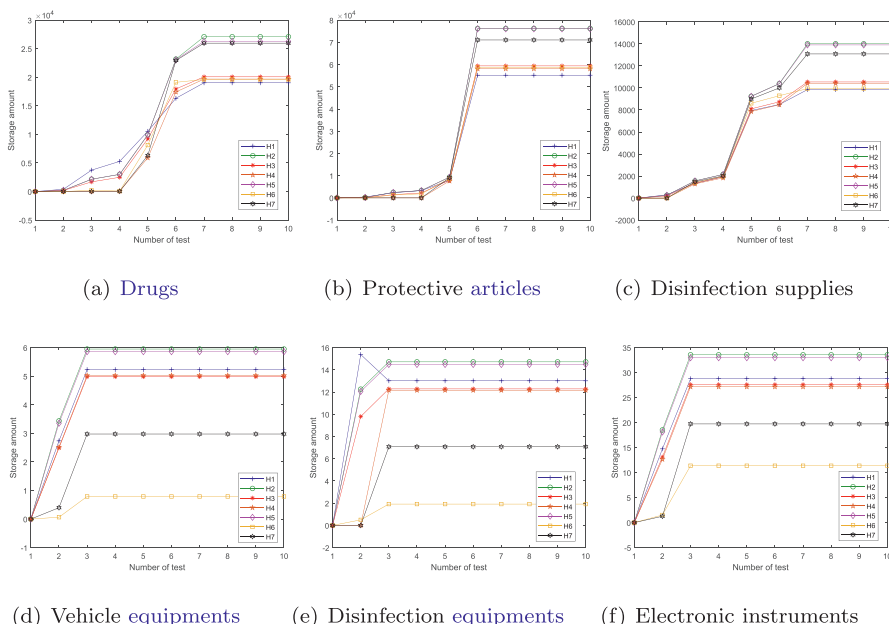 ×10⁴
3
2.5
2
1.5
1
0.5
0
-0.5
Storage amount
1 2 3 4 5 6 7 8 9 10
Number of test
H1
H2
H3
H4
H5
H6
H7
(a) Drugs
×10⁴
8
7
6
5
4
3
2
1
0
-1
Storage amount
1 2 3 4 5 6 7 8 9 10
Number of test
H1
H2
H3
H4
H5
H6
H7
(b) Protective articles
16000
14000
12000
10000
8000
6000
4000
2000
0
-2000
Storage amount
1 2 3 4 5 6 7 8 9 10
Number of test
H1
H2
H3
H4
H5
H6
H7
(c) Disinfection supplies
6
5
4
3
2
1
0
-1
Storage amount
1 2 3 4 5 6 7 8 9 10
Number of test
H1
H2
H3
H4
H5
H6
H7
(d) Vehicle equipments
16
14
12
10
8
6
4
2
0
-2
Storage amount
1 2 3 4 5 6 7 8 9 10
Number of test
H1
H2
H3
H4
H5
H6
H7
(e) Disinfection equipments
35
30
25
20
15
10
5
0
-5
Storage amount
1 2 3 4 5 6 7 8 9 10
Number of test
H1
H2
H3
H4
H5
H6
H7
(f) Electronic instruments